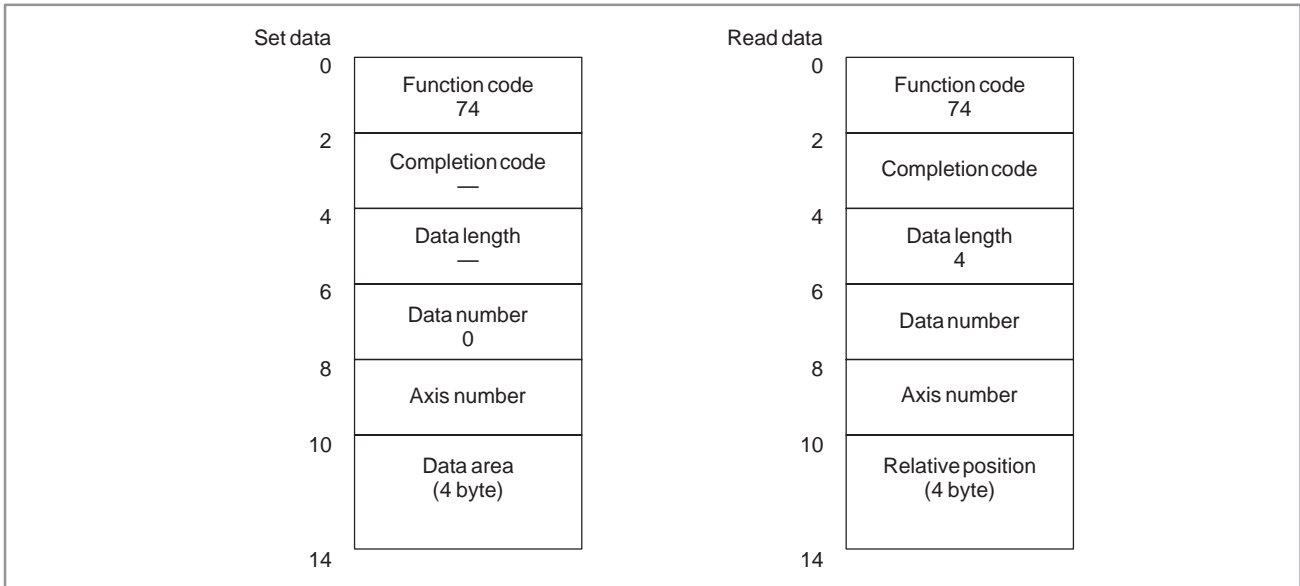 Set data
0
Function code
74
2
Completion code
—
4
Data length
—
6
Data number
0
8
Axis number
10
Data area
(4 byte)
14
Read data
0
Function code
74
2
Completion code
4
Data length
4
6
Data number
8
Axis number
10
Relative position
(4 byte)
14